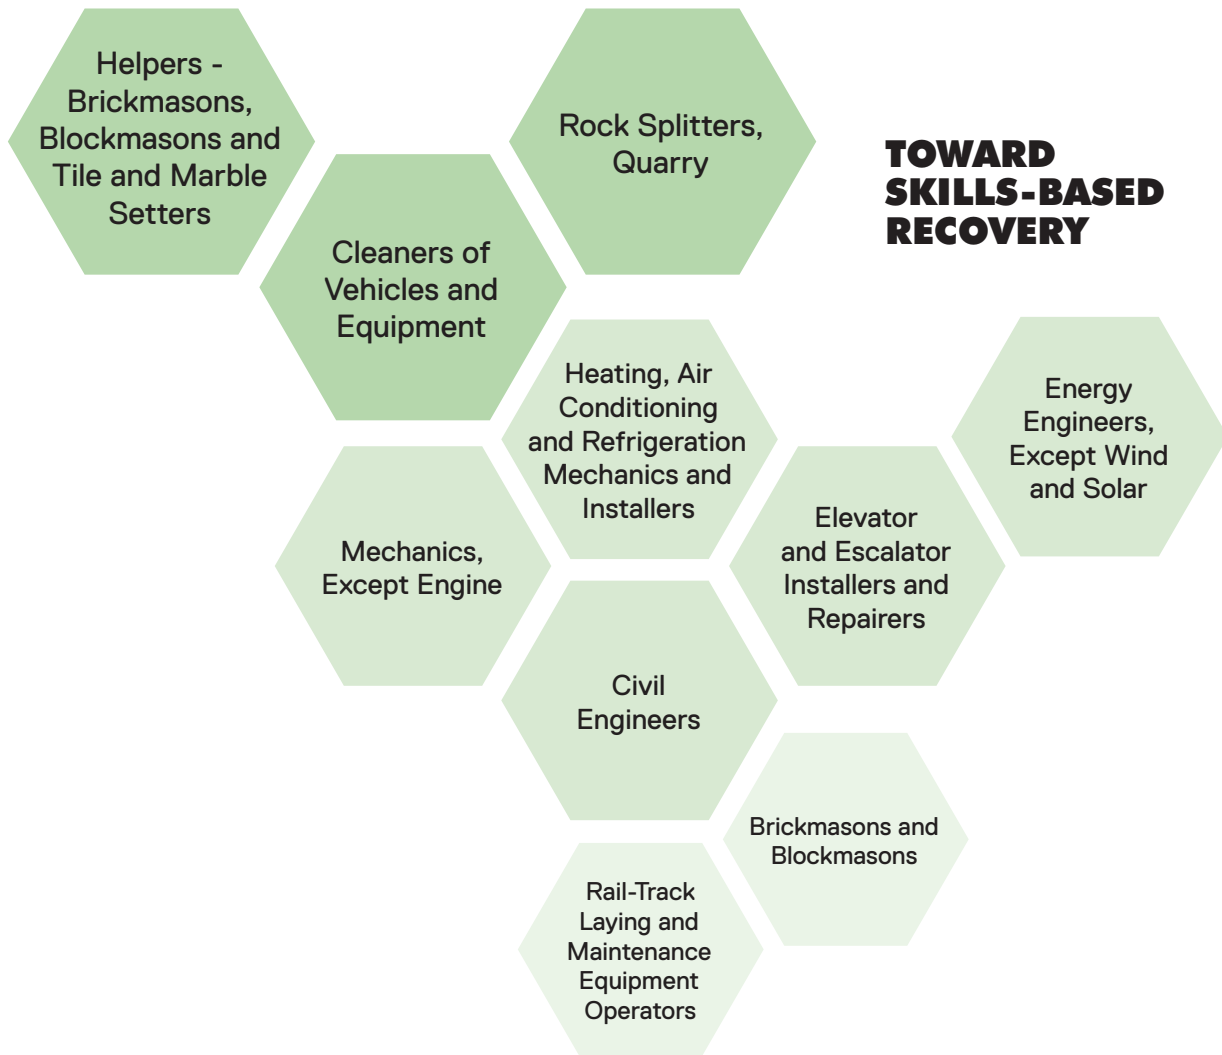 Helpers -
Brickmasons,
Blockmasons and
Tile and Marble
Setters
Rock Splitters,
Quarry
TOWARD
SKILLS-BASED
RECOVERY
Cleaners of
Vehicles and
Equipment
Heating, Air
Conditioning
and Refrigeration
Mechanics and
Installers
Energy
Engineers,
Except Wind
and Solar
Mechanics,
Except Engine
Elevator
and Escalator
Installers and
Repairers
Civil
Engineers
Brickmasons and
Blockmasons
Rail-Track
Laying and
Maintenance
Equipment
Operators